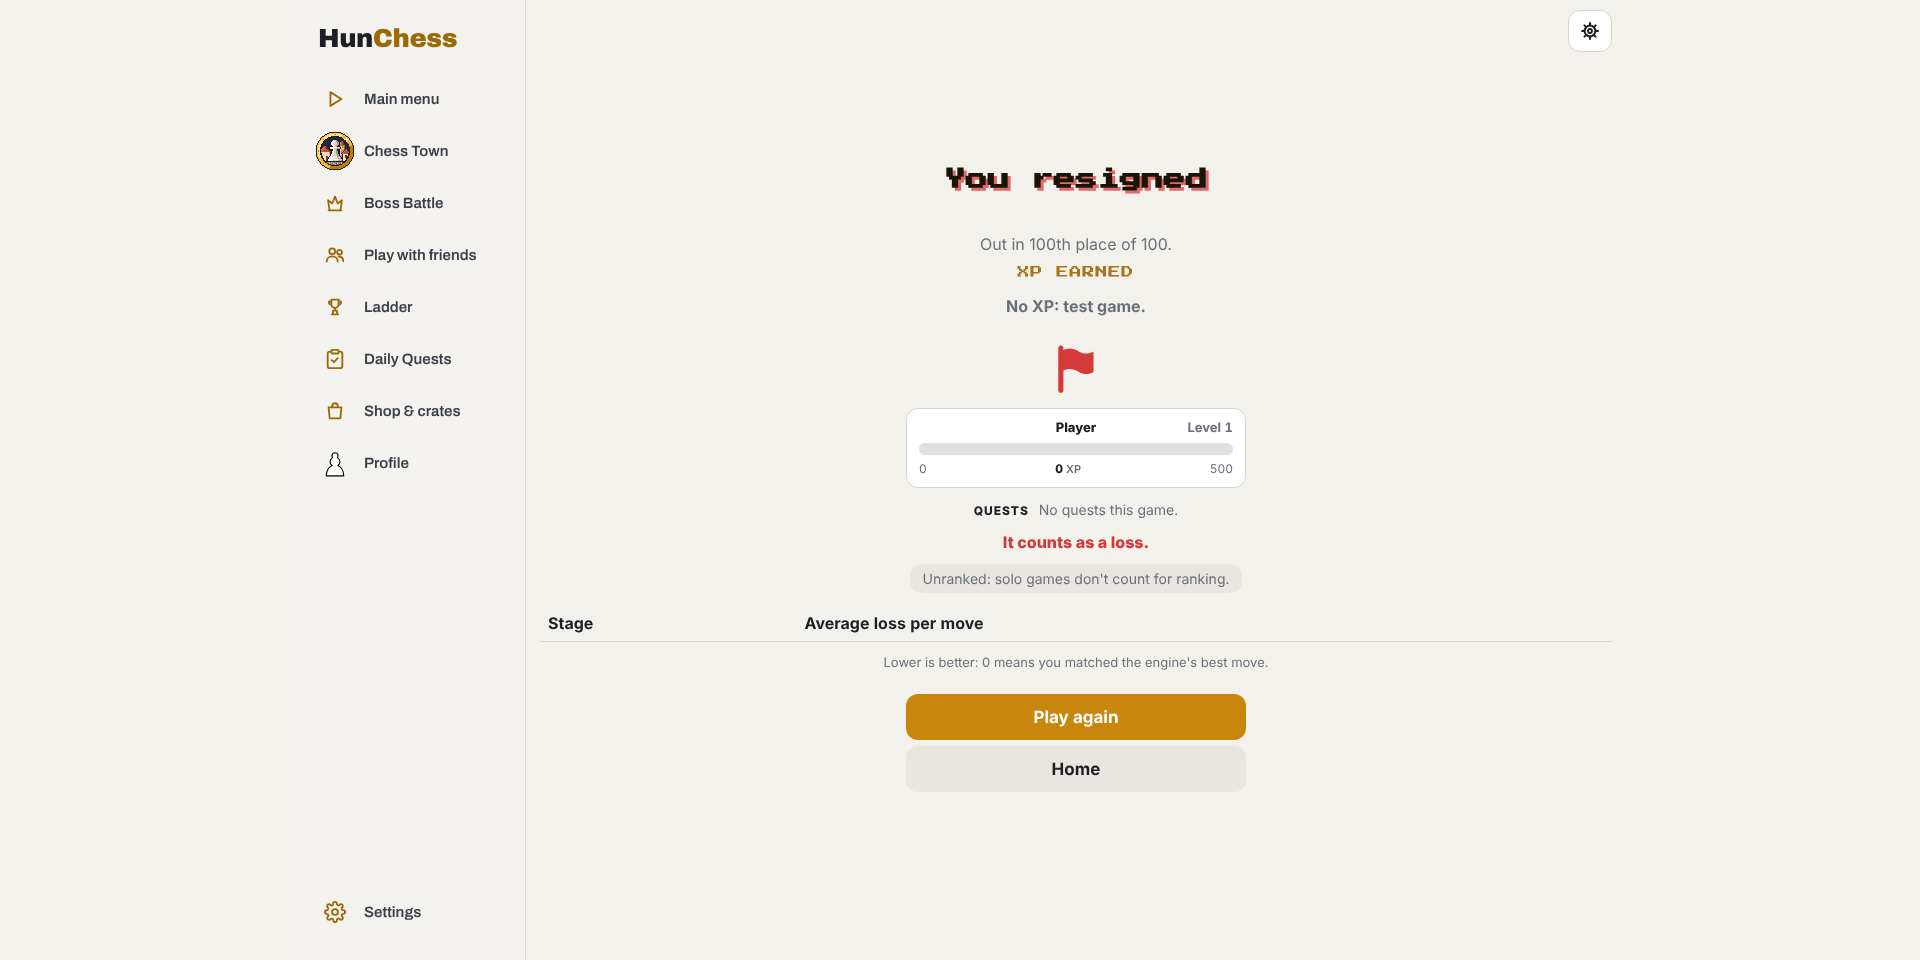 HunChess
Main menu
Chess Town
Boss Battle
Play with friends
Ladder
Daily Quests
Shop & crates
Profile
Settings
You resigned
Out in 100th place of 100.
XP EARNED
No XP: test game.
Player Level 1
0 0 XP 500
QUESTS No quests this game.
It counts as a loss.
Unranked: solo games don't count for ranking.
Stage Average loss per move
Lower is better: 0 means you matched the engine's best move.
Play again
Home